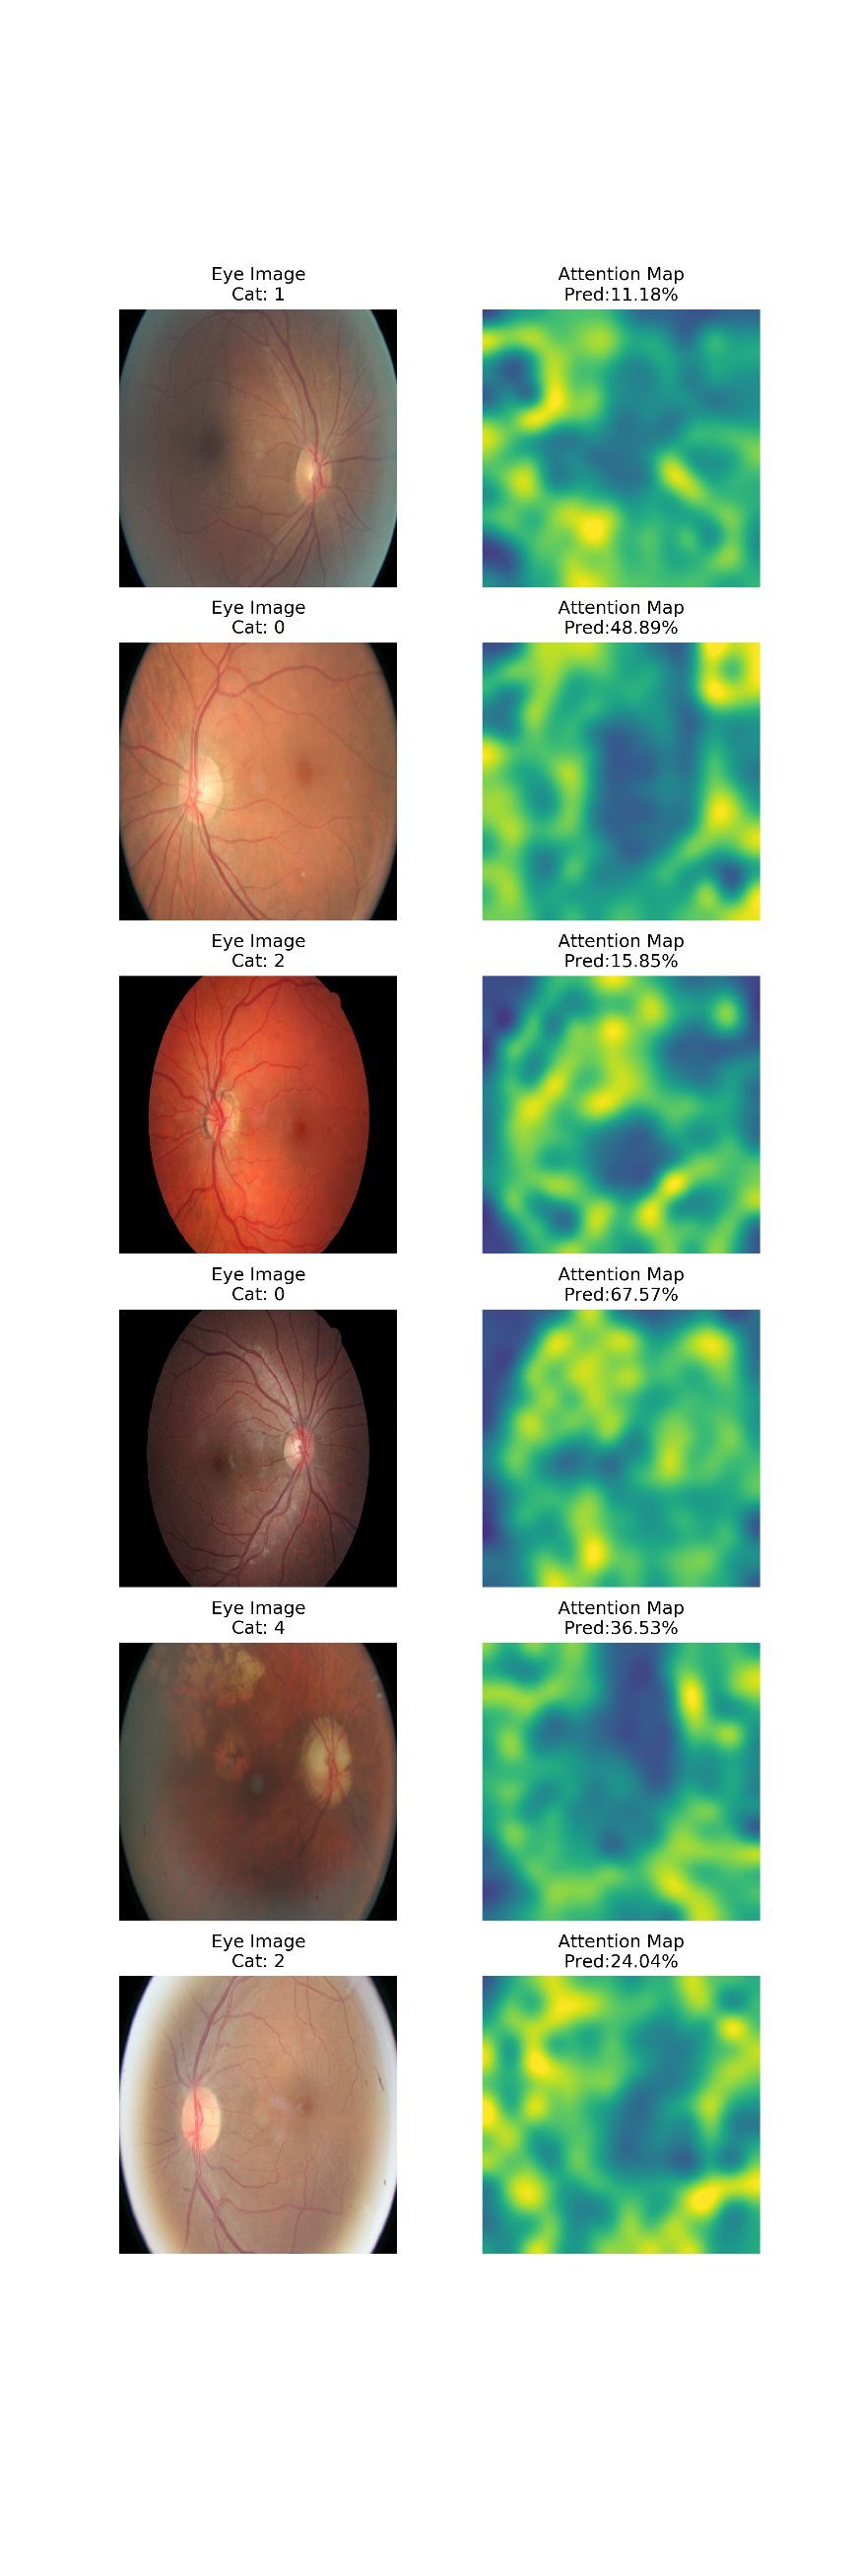 Eye Image
Cat: 1
Attention Map
Pred:11.18%
Eye Image
Cat: 0
Attention Map
Pred:48.89%
Eye Image
Cat: 2
Attention Map
Pred:15.85%
Eye Image
Cat: 0
Attention Map
Pred:67.57%
Eye Image
Cat: 4
Attention Map
Pred:36.53%
Eye Image
Cat: 2
Attention Map
Pred:24.04%